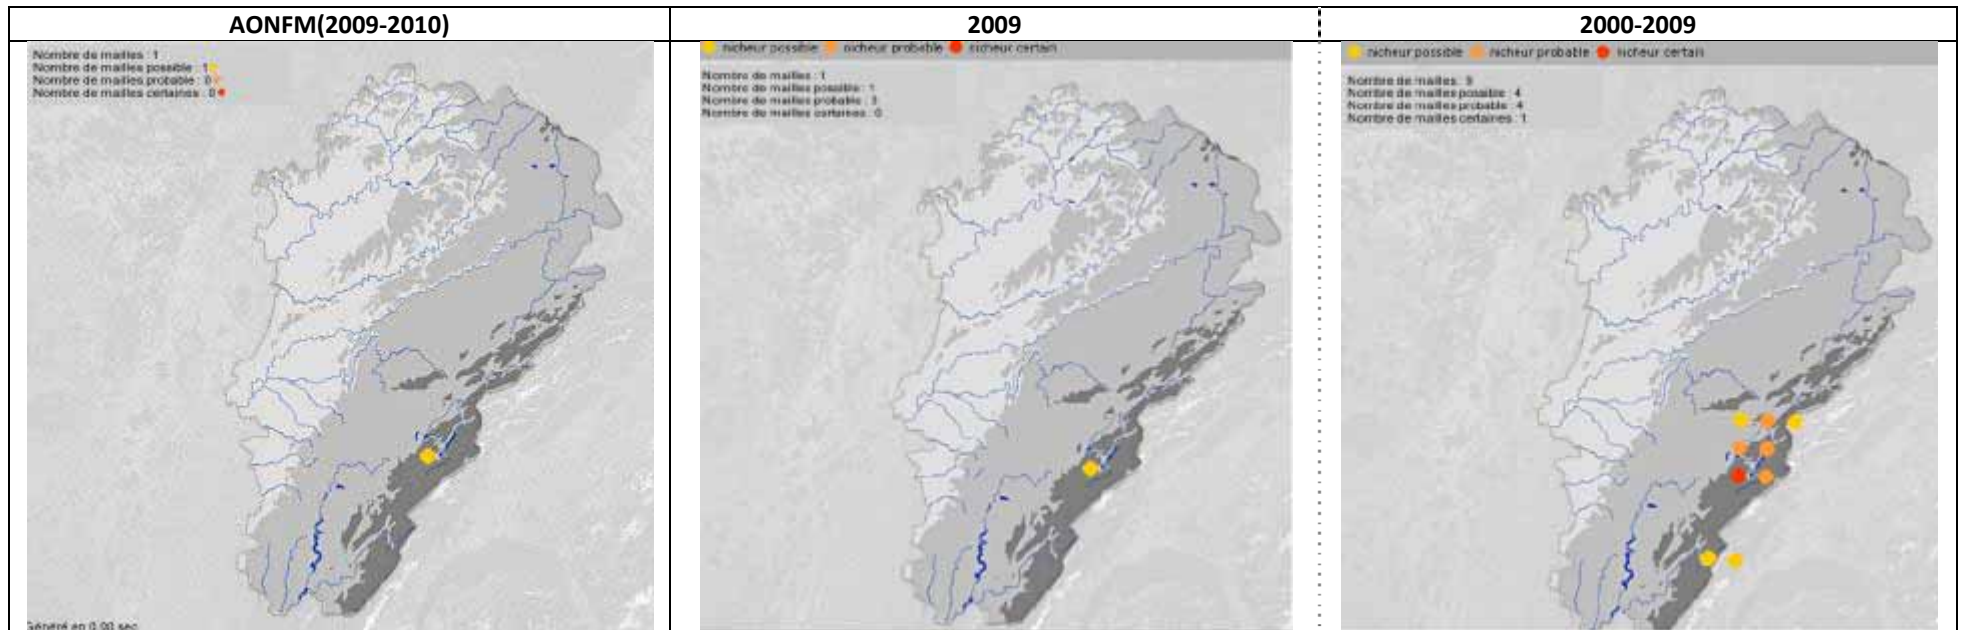 AONFM(2009-2010)
2009
2000-2009
Nombre de mailles : 1
Nombre de mailles possible : 1
Nombre de mailles probable : 0
Nombre de mailles certaines : 0
Généré en 0.90 sec.
nicheur possible nicheur probable nicheur certain
Nombre de mailles : 1
Nombre de mailles possible : 1
Nombre de mailles probable :
Nombre de mailles certaines : 0
nicheur possible nicheur probable nicheur certain
Nombre de mailles : 9
Nombre de mailles possible : 4
Nombre de mailles probable : 4
Nombre de mailles certaines : 1